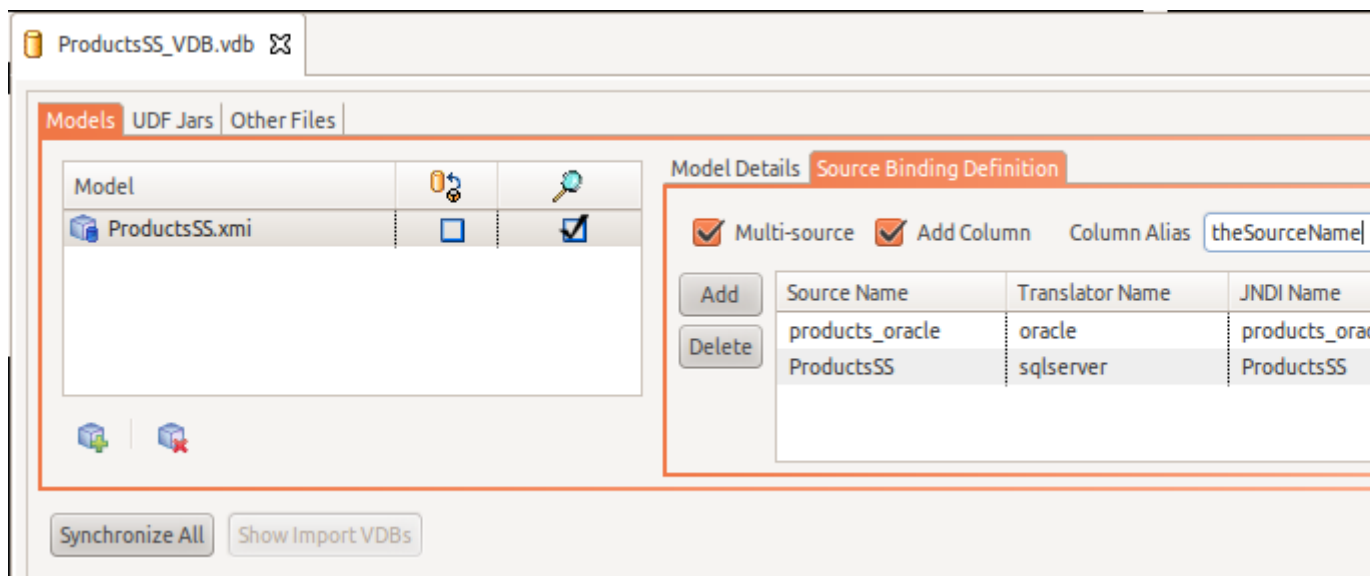 ProductsSS_VDB.vdb
Models UDF Jars Other Files
Model
ProductsSS.xmi
Model Details Source Binding Definition
Multi-source Add Column Column Alias theSourceName
Add
Delete
Source Name Translator Name JNDI Name
products_oracle oracle products_orac
ProductsSS sqlserver ProductsSS
Synchronize All Show Import VDBs